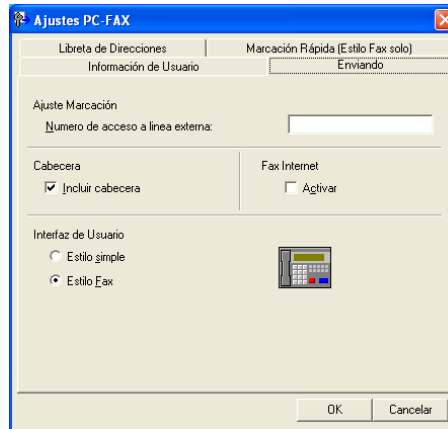 Ajustes PC-FAX
Libreta de Direcciones Marcación Rápida (Estilo Fax solo)
Información de Usuario Enviando
Ajuste Marcación
Numero de acceso a linea externa:
Cabecera Fax Internet
Incluir cabecera Activar
Interfaz de Usuario
Estilo simple
Estilo Fax
OK Cancelar